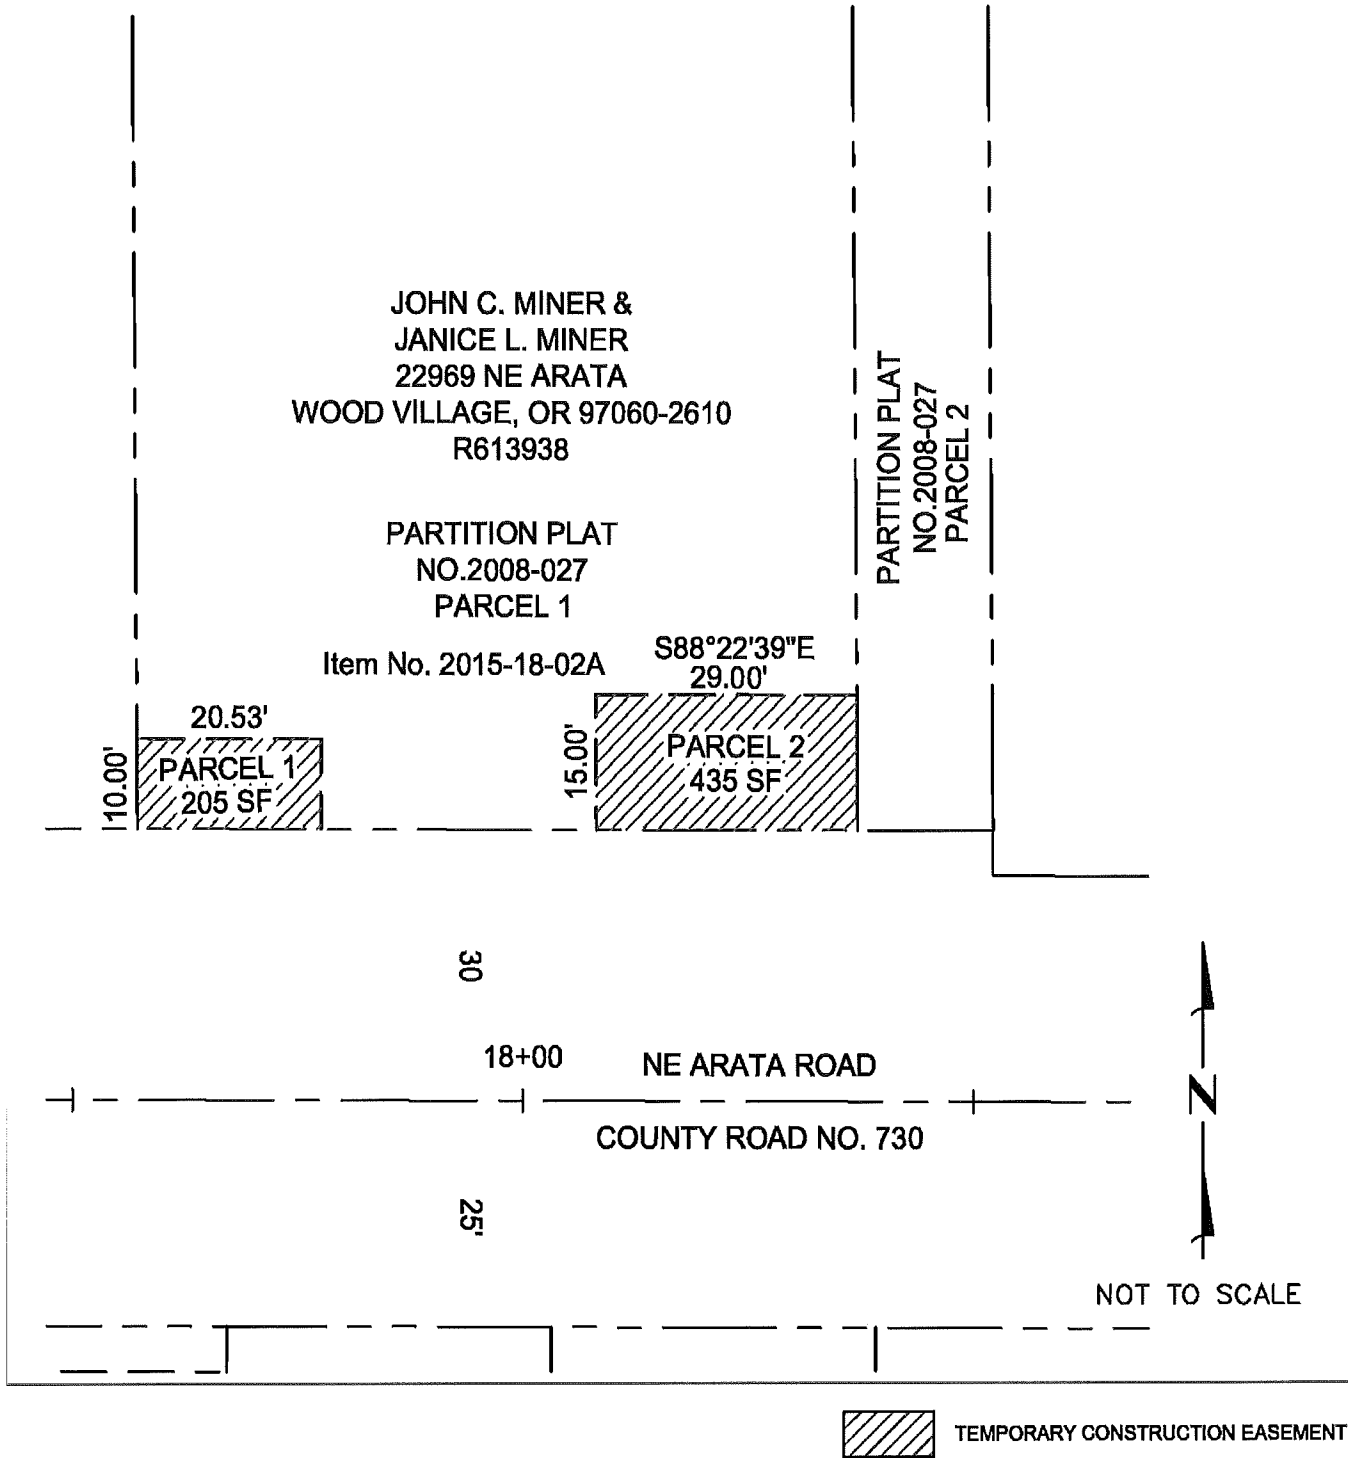 JOHN C. MINER &
JANICE L. MINER
22969 NE ARATA
WOOD VILLAGE, OR 97060-2610
R613938
PARTITION PLAT
NO.2008-027
PARCEL 1
Item No. 2015-18-02A
PARTITION PLAT
NO.2008-027
PARCEL 2
S88°22'39"E
29.00'
20.53'
10.00'
PARCEL 1
205 SF
15.00'
PARCEL 2
435 SF
30
18+00
NE ARATA ROAD
COUNTY ROAD NO. 730
25'
N
NOT TO SCALE
TEMPORARY CONSTRUCTION EASEMENT